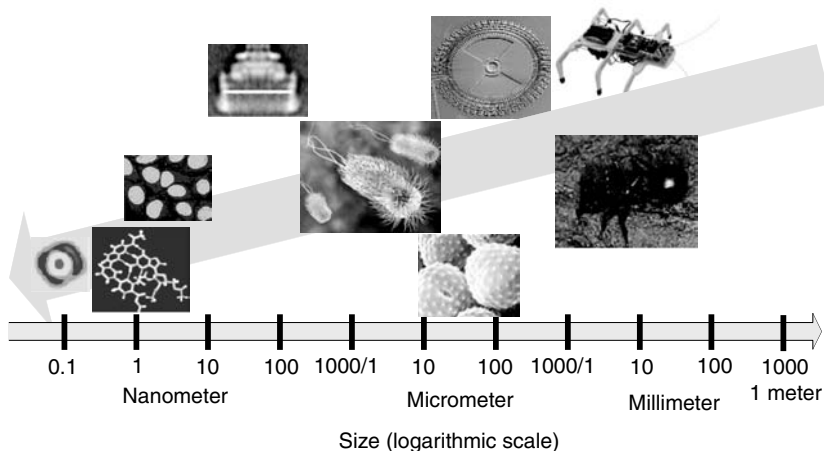 0.1 1 10 100 1000/1 10 100 1000/1 10 100 1000
Nanometer Micrometer Millimeter 1 meter
Size (logarithmic scale)